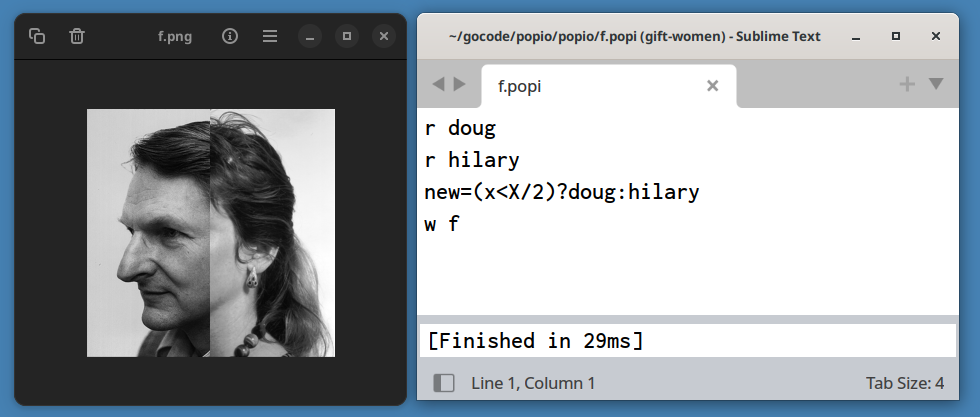 f.png
~/gocode/popio/popio/f.popi (gift-women) - Sublime Text
f.popi
r doug
r hilary
new=(x<X/2)?doug:hilary
w f
[Finished in 29ms]
Line 1, Column 1
Tab Size: 4